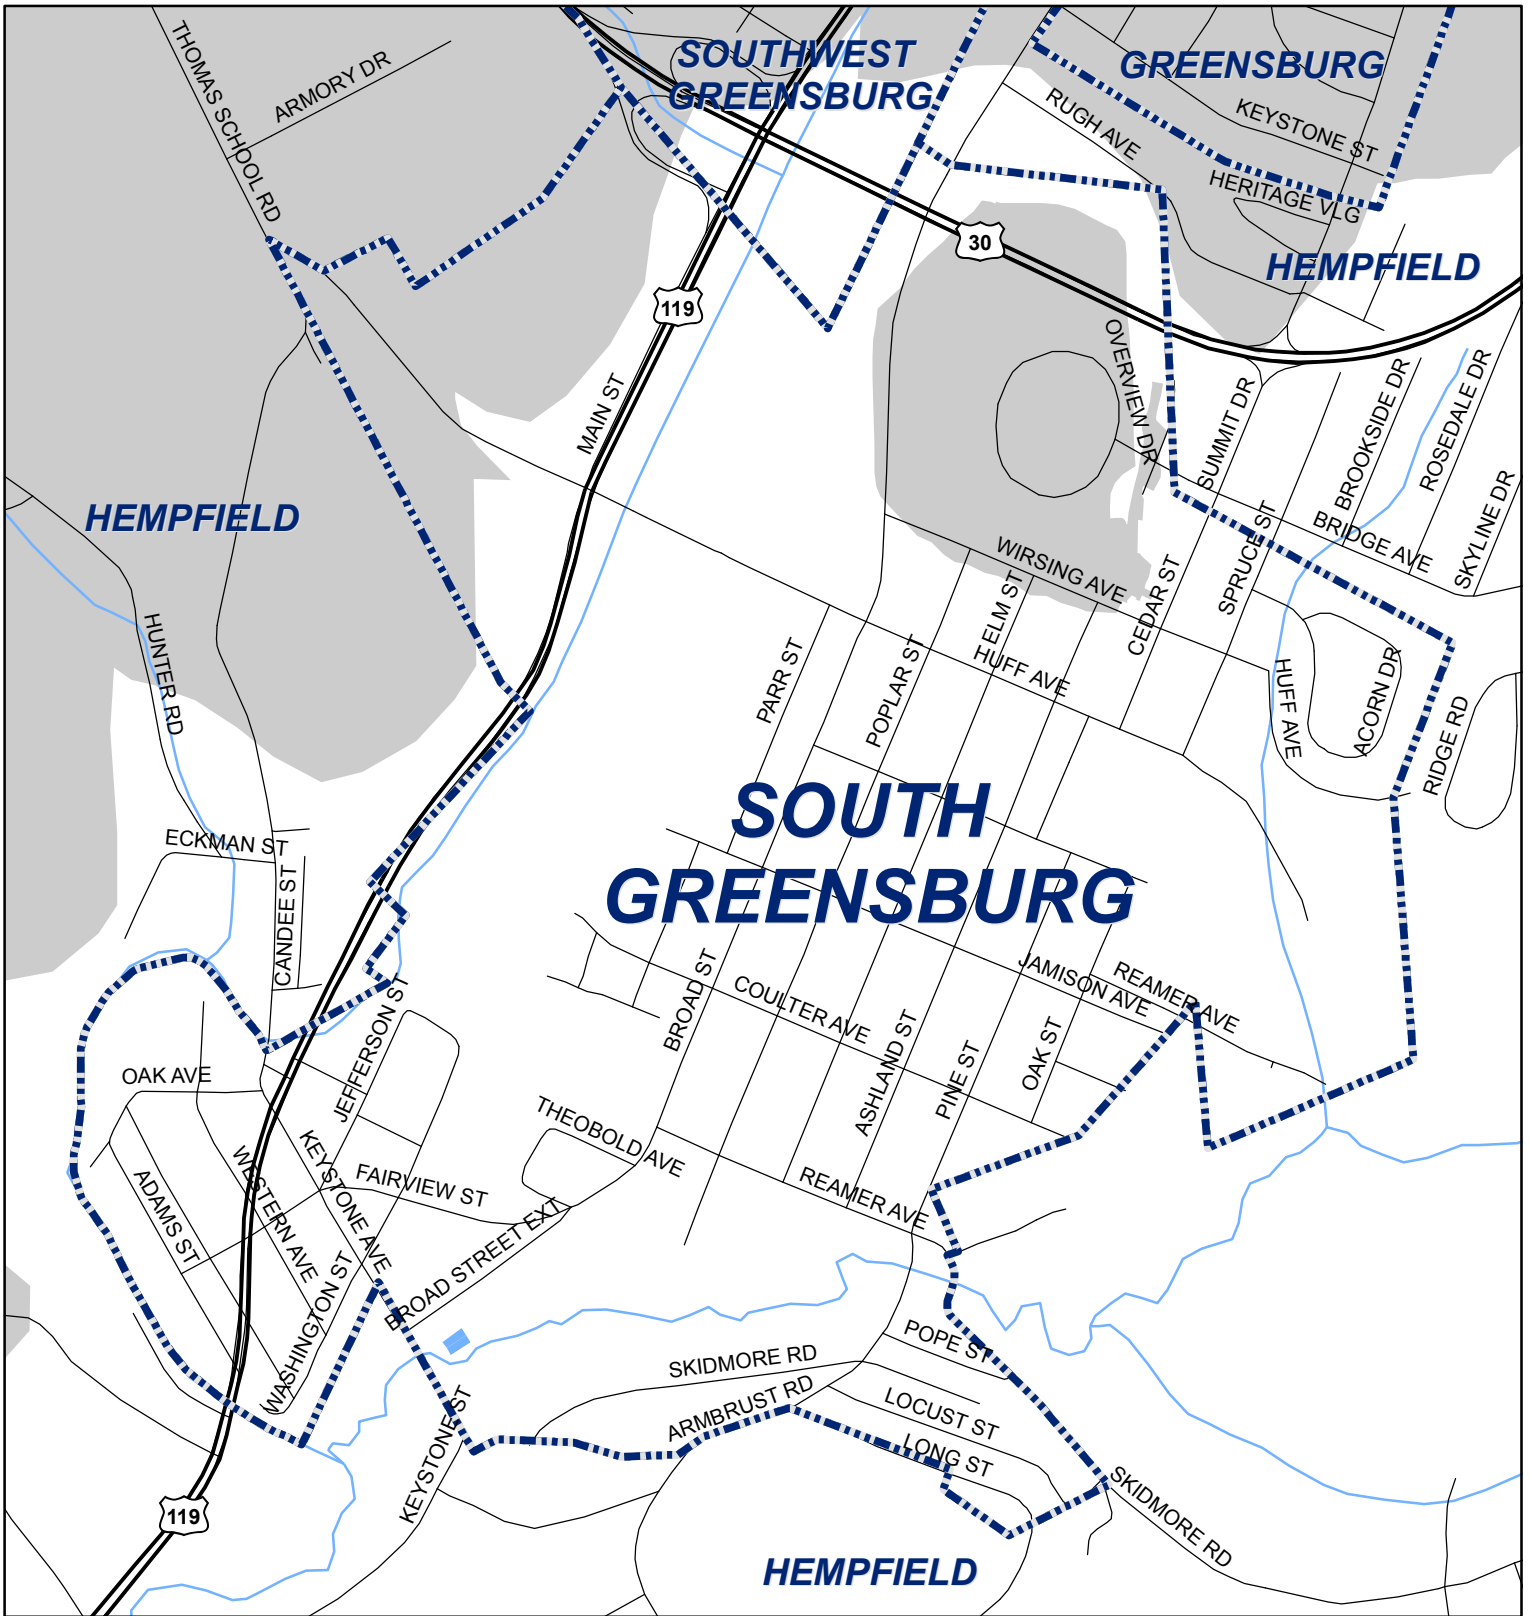 THOMAS SCHOOL RD
ARMORY DR
SOUTHWEST
GREENSBURG
GREENSBURG
KEYSTONE ST
RUGH AVE
HERITAGE VLG
30
HEMPFIELD
119
MAIN ST
OVERVIEW DR
SUMMIT DR
BROOKSIDE DR
ROSEDALE DR
SKYLINE DR
HEMPFIELD
BRIDGE AVE
SPRUCE ST
WIRSING AVE
CEDAR ST
ELM ST
HUNTER RD
PARR ST
POPLAR ST
HUFF AVE
HUFF AVE
ACORN DR
RIDGE RD
SOUTH
GREENSBURG
ECKMAN ST
CANDEE ST
BROAD ST
COULTER AVE
JAMISON AVE
REAMER AVE
JEFFERSON ST
ASHLAND ST
PINE ST
OAK ST
OAK AVE
THEOBOLD AVE
KEYSTONE AVE
FAIRVIEW ST
WESTERN AVE
ADAMS ST
REAMER AVE
WASHINGTON ST
BROAD STREET EXT
POPE ST
SKIDMORE RD
ARMBRUST RD
LOCUST ST
LONG ST
KEYSTONE ST
SKIDMORE RD
119
HEMPFIELD